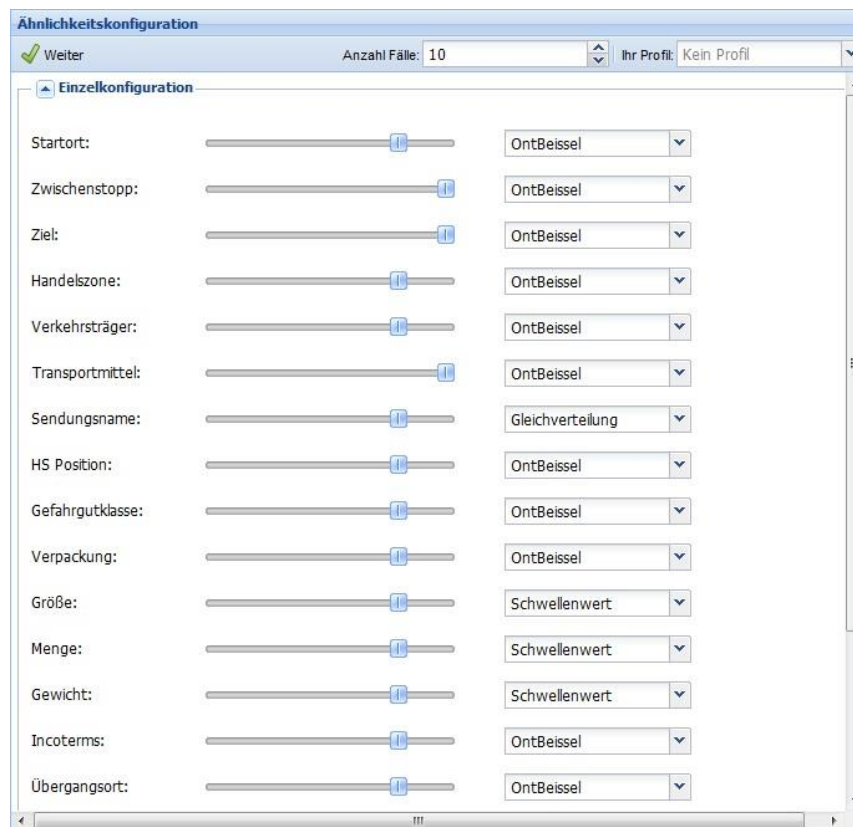 Ähnlichkeitskonfiguration
Weiter Anzahl Fälle: 10 Ihr Profil: Kein Profil
Einzelkonfiguration
Startort: OntBeissel
Zwischenstopp: OntBeissel
Ziel: OntBeissel
Handelszone: OntBeissel
Verkehrsträger: OntBeissel
Transportmittel: OntBeissel
Sendungsname: Gleichverteilung
HS Position: OntBeissel
Gefahrgutklasse: OntBeissel
Verpackung: OntBeissel
Größe: Schwellenwert
Menge: Schwellenwert
Gewicht: Schwellenwert
Incoterms: OntBeissel
Übergangsort: OntBeissel